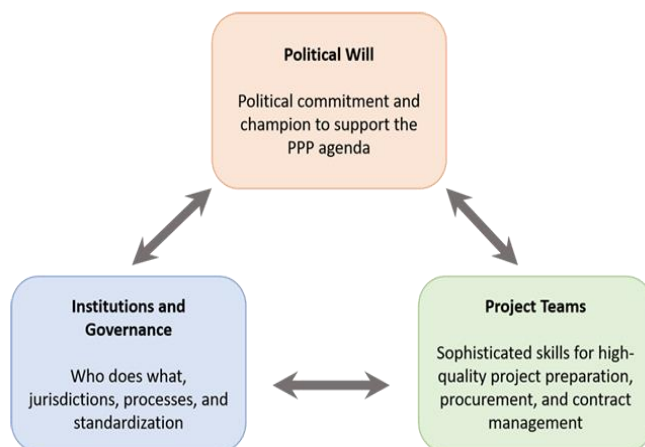 Political Will
Political commitment and
champion to support the
PPP agenda
Institutions and
Governance
Who does what,
jurisdictions, processes, and
standardization
Project Teams
Sophisticated skills for high-
quality project preparation,
procurement, and contract
management